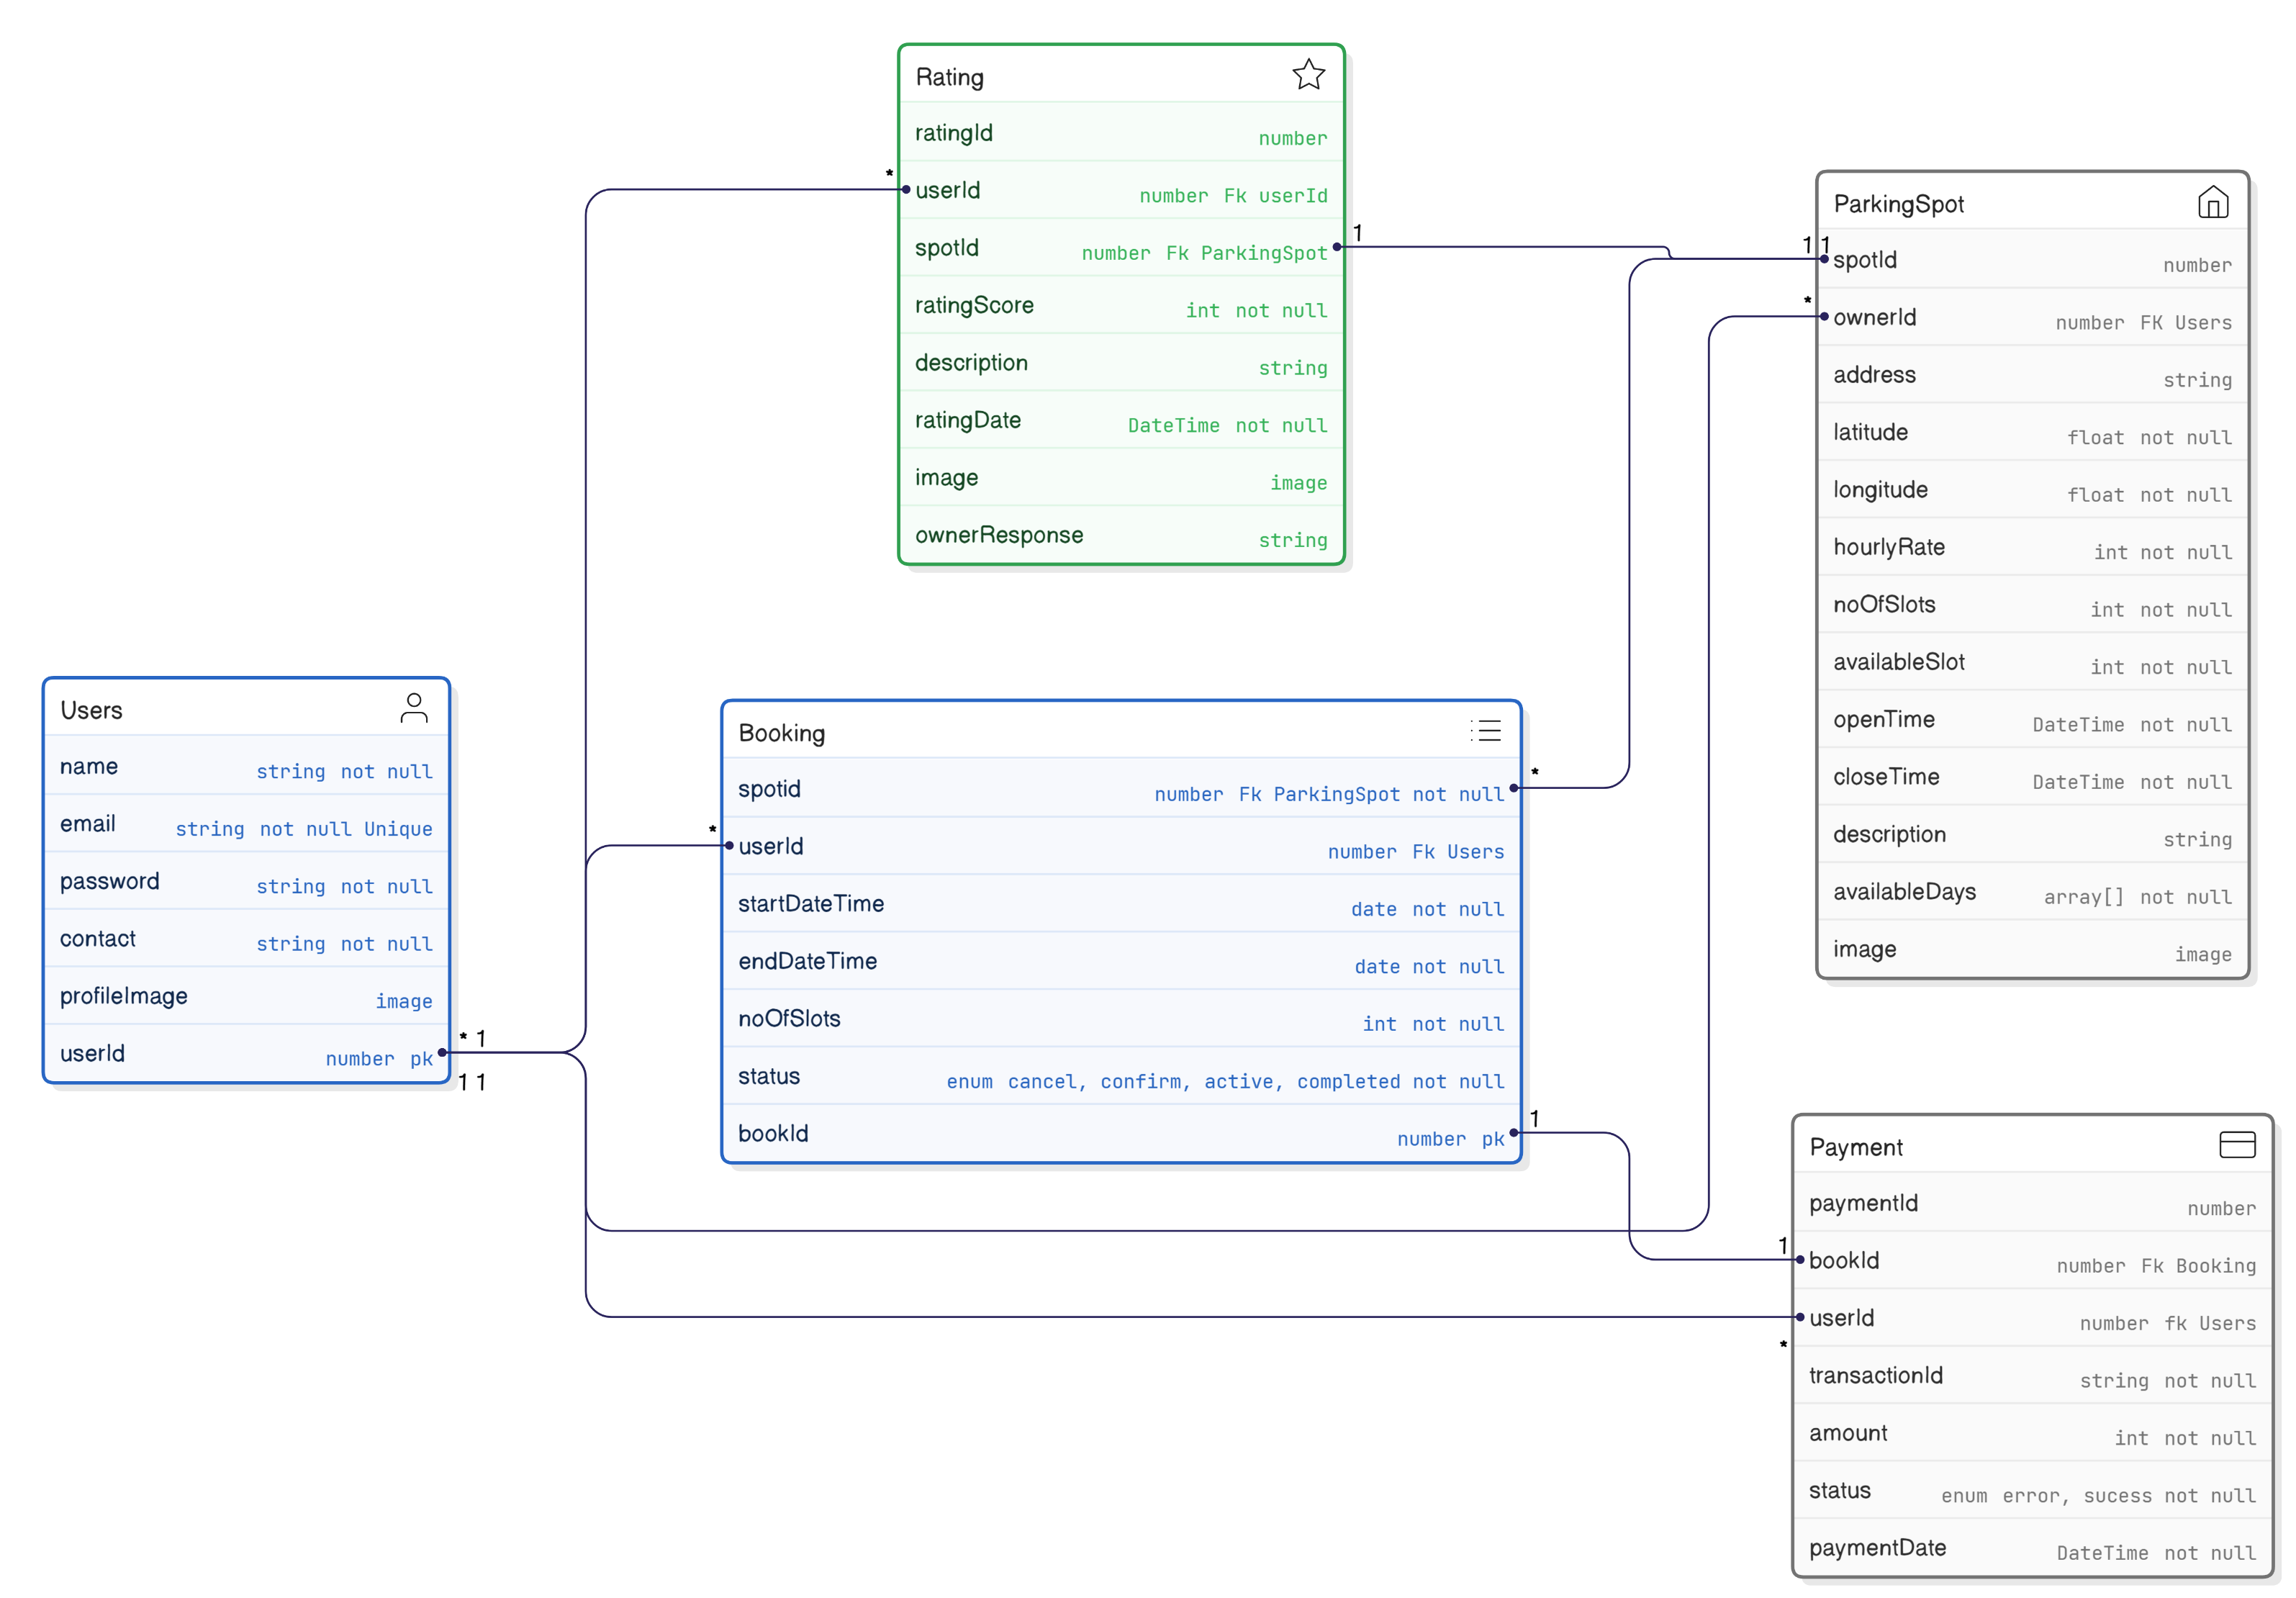 Rating
ratingId number
* userId number Fk userId
spotId number Fk ParkingSpot 1
ratingScore int not null
description string
ratingDate DateTime not null
image image
ownerResponse string
ParkingSpot
1 1
spotId number
* ownerId number FK Users
address string
latitude float not null
longitude float not null
hourlyRate int not null
noOfSlots int not null
availableSlot int not null
openTime DateTime not null
closeTime DateTime not null
description string
availableDays array[] not null
image image
Users
name string not null
email string not null Unique
password string not null
contact string not null
profileImage image
userId number pk
* 1
1 1
Booking
spotid number Fk ParkingSpot not null *
* userId number Fk Users
startDateTime date not null
endDateTime date not null
noOfSlots int not null
status enum cancel, confirm, active, completed not null
bookId number pk 1
Payment
paymentId number
1 bookId number Fk Booking
userId number fk Users
*
transactionId string not null
amount int not null
status enum error, sucess not null
paymentDate DateTime not null